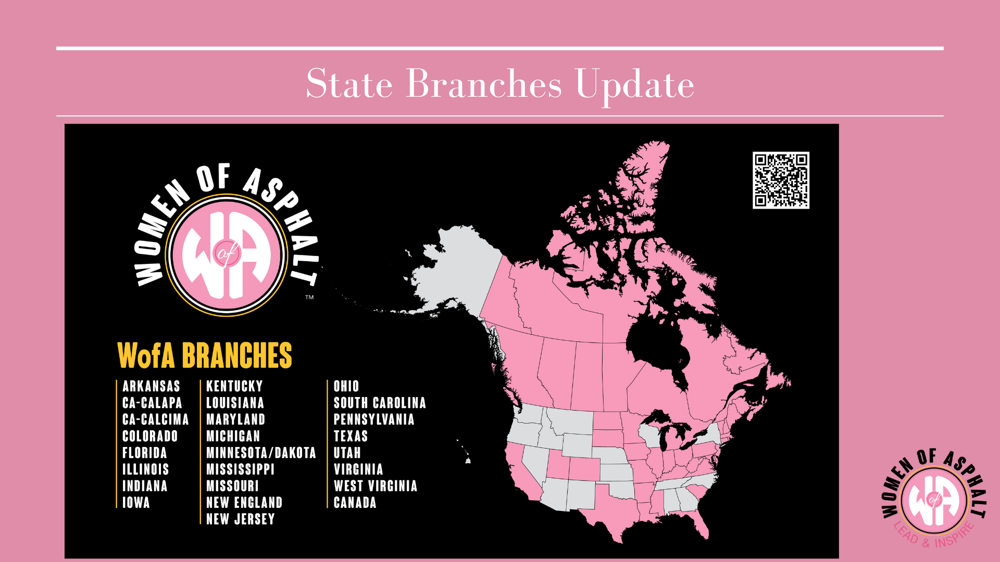 State Branches Update
WOMEN OF ASPHALT
WofA
TM
WofA BRANCHES
ARKANSAS
CA-CALAPA
CA-CALCIMA
COLORADO
FLORIDA
ILLINOIS
INDIANA
IOWA
KENTUCKY
LOUISIANA
MARYLAND
MICHIGAN
MINNESOTA/DAKOTA
MISSISSIPPI
MISSOURI
NEW ENGLAND
NEW JERSEY
OHIO
SOUTH CAROLINA
PENNSYLVANIA
TEXAS
UTAH
VIRGINIA
WEST VIRGINIA
CANADA
WOMEN OF ASPHALT
WofA
LEAD & INSPIRE